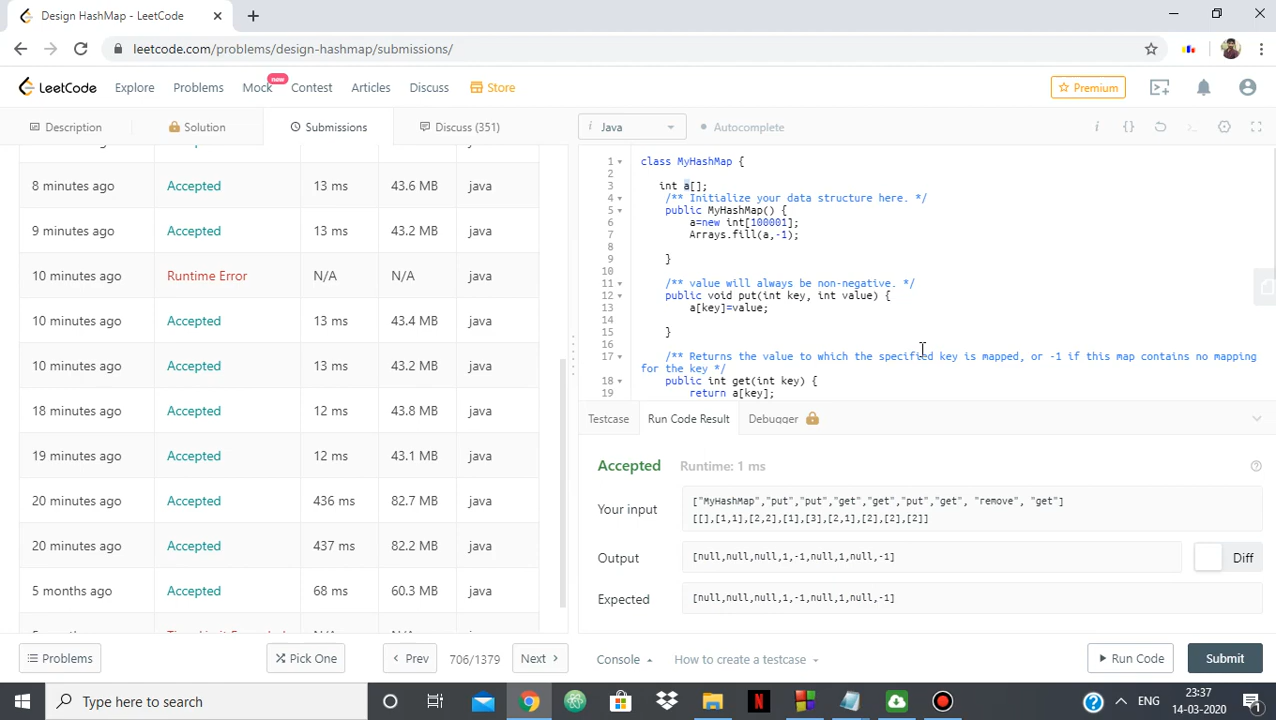 Design HashMap - LeetCode
leetcode.com/problems/design-hashmap/submissions/
LeetCode Explore Problems Mock new Contest Articles Discuss Store Premium
Description Solution Submissions Discuss (351) Java Autocomplete
8 minutes ago Accepted 13 ms 43.6 MB java
9 minutes ago Accepted 13 ms 43.2 MB java
10 minutes ago Runtime Error N/A N/A java
10 minutes ago Accepted 13 ms 43.4 MB java
10 minutes ago Accepted 13 ms 43.2 MB java
18 minutes ago Accepted 12 ms 43.8 MB java
19 minutes ago Accepted 12 ms 43.1 MB java
20 minutes ago Accepted 436 ms 82.7 MB java
20 minutes ago Accepted 437 ms 82.2 MB java
5 months ago Accepted 68 ms 60.3 MB java
1 class MyHashMap {
2
3 int a[];
4 /** Initialize your data structure here. */
5 public MyHashMap() {
6 a=new int[100001];
7 Arrays.fill(a,-1);
8
9 }
10
11 /** value will always be non-negative. */
12 public void put(int key, int value) {
13 a[key]=value;
14
15 }
16
17 /** Returns the value to which the specified key is mapped, or -1 if this map contains no mapping
for the key */
18 public int get(int key) {
19 return a[key];
Testcase Run Code Result Debugger
Accepted Runtime: 1 ms
Your input
["MyHashMap","put","put","get","get","put","get", "remove", "get"]
[[],[1,1],[2,2],[1],[3],[2,1],[2],[2],[2]]
Output [null,null,null,1,-1,null,1,null,-1] Diff
Expected [null,null,null,1,-1,null,1,null,-1]
Problems Pick One Prev 706/1379 Next Console How to create a testcase Run Code Submit
Type here to search ENG 23:37
14-03-2020